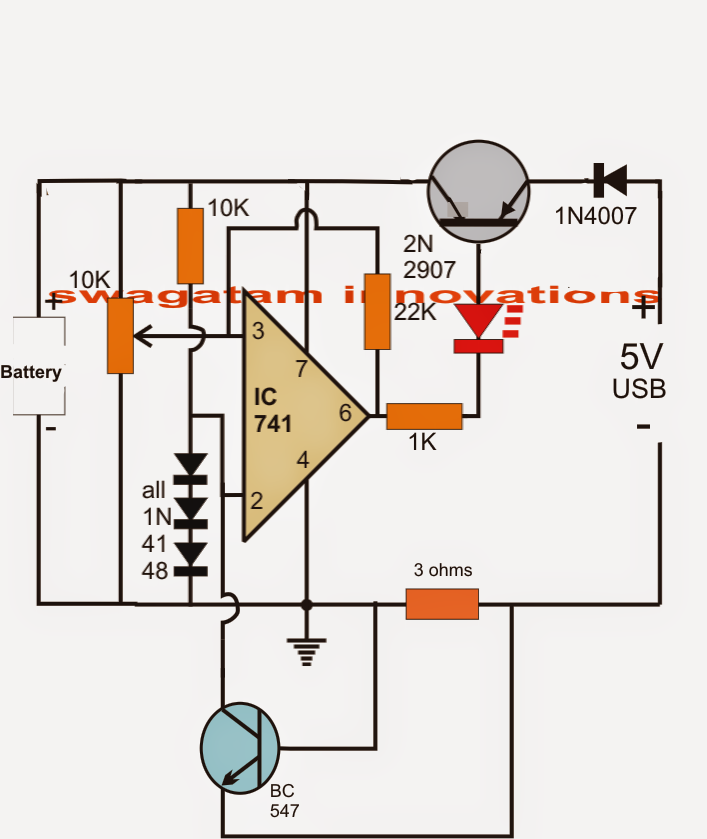 10K
1N4007
2N
2907
10K
swagatam innovations
+
+
22K
3
5V
USB
7
Battery
IC
741
6
-
-
1K
4
all
1N
41
48
2
3 ohms
BC
547